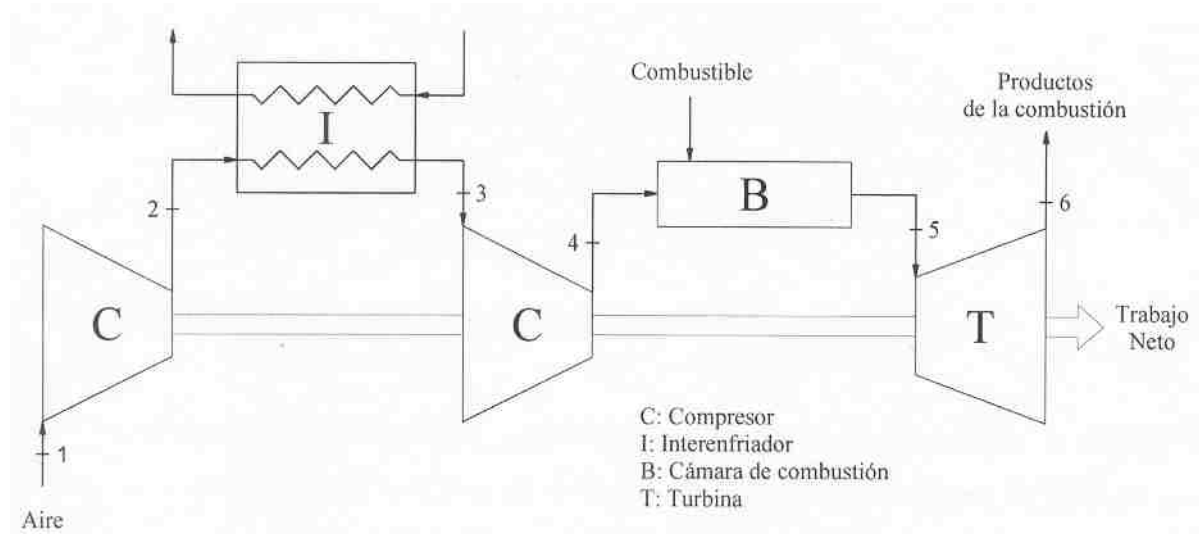 Combustible
Productos
de la combustión
I
B
2
3
4
5
6
C
C
T
Trabajo
Neto
1
Aire
C: Compresor
I: Interenfriador
B: Cámara de combustión
T: Turbina